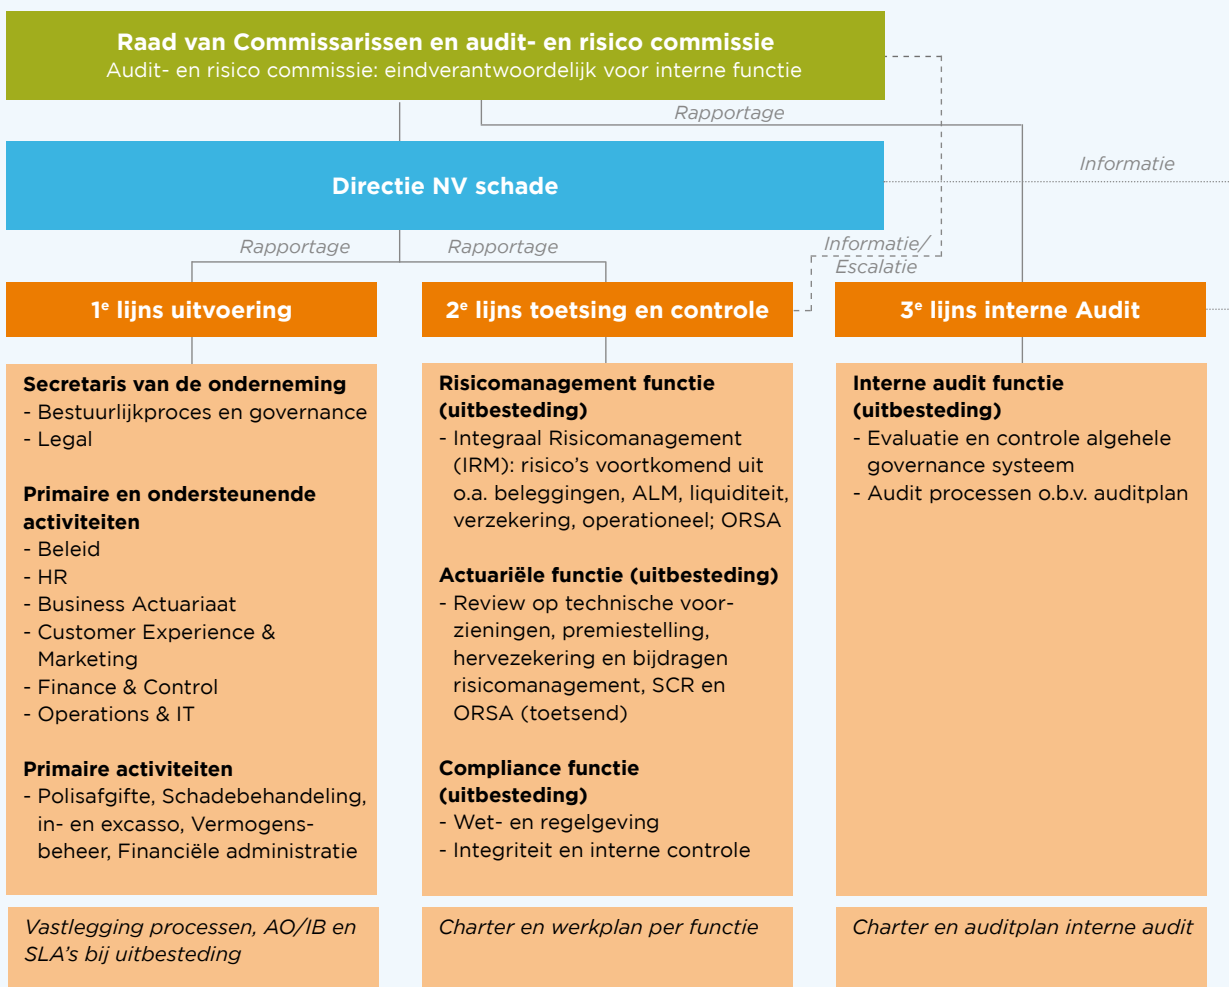 Raad van Commissarissen en audit- en risico commissie
Audit- en risico commissie: eindverantwoordelijk voor interne functie
Rapportage
Directie NV schade
Informatie
Rapportage
Rapportage
Informatie/
Escalatie
1e lijns uitvoering
2e lijns toetsing en controle
3e lijns interne Audit
Secretaris van de onderneming
- Bestuurlijkproces en governance
- Legal
Primaire en ondersteunende
activiteiten
- Beleid
- HR
- Business Actuariaat
- Customer Experience &
Marketing
- Finance & Control
- Operations & IT
Primaire activiteiten
- Polisafgifte, Schadebehandeling,
in- en excasso, Vermogens-
beheer, Financiële administratie
Risicomanagement functie
(uitbesteding)
- Integraal Risicomanagement
(IRM): risico's voortkomend uit
o.a. beleggingen, ALM, liquiditeit,
verzekering, operationeel; ORSA
Actuariële functie (uitbesteding)
- Review op technische voor-
zieningen, premiestelling,
hervezekering en bijdragen
risicomanagement, SCR en
ORSA (toetsend)
Compliance functie
(uitbesteding)
- Wet- en regelgeving
- Integriteit en interne controle
Interne audit functie
(uitbesteding)
- Evaluatie en controle algehele
governance systeem
- Audit processen o.b.v. auditplan
Vastlegging processen, AO/IB en
SLA's bij uitbesteding
Charter en werkplan per functie
Charter en auditplan interne audit